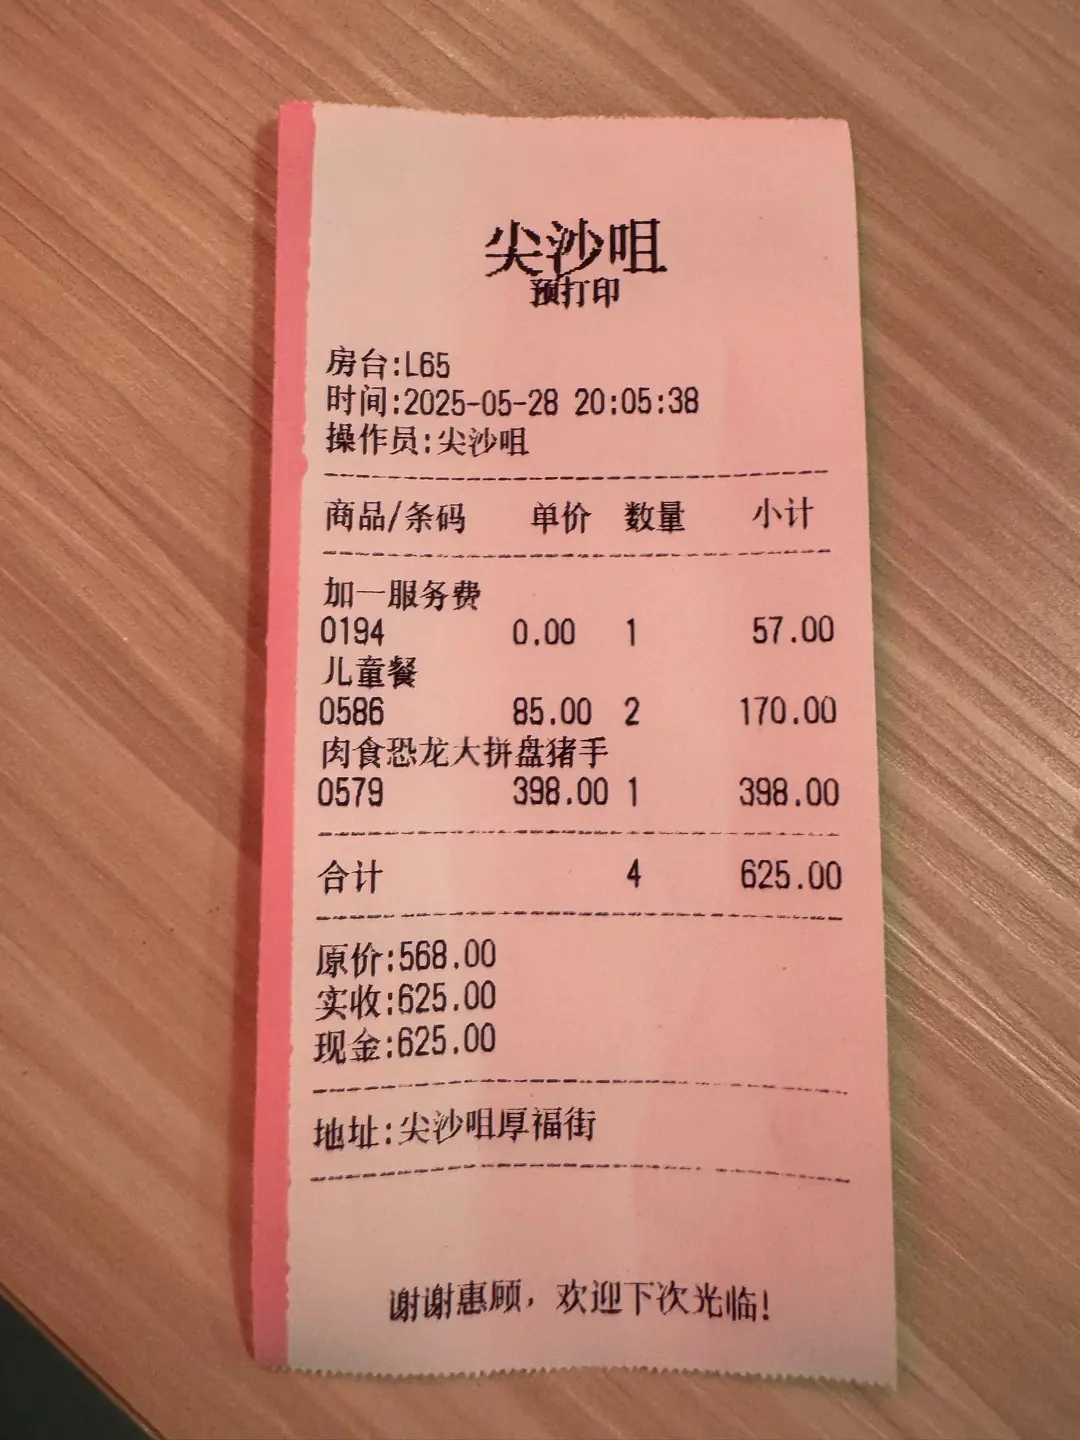 尖沙咀
预打印
房台:L65
时间:2025-05-28 20:05:38
操作员:尖沙咀
商品/条码 单价 数量 小计
加一服务费
0194 0.00 1 57.00
儿童餐
0586 85.00 2 170.00
肉食恐龙大拼盘猪手
0579 398.00 1 398.00
合计 4 625.00
原价:568.00
实收:625.00
现金:625.00
地址:尖沙咀厚福街
谢谢惠顾，欢迎下次光临!